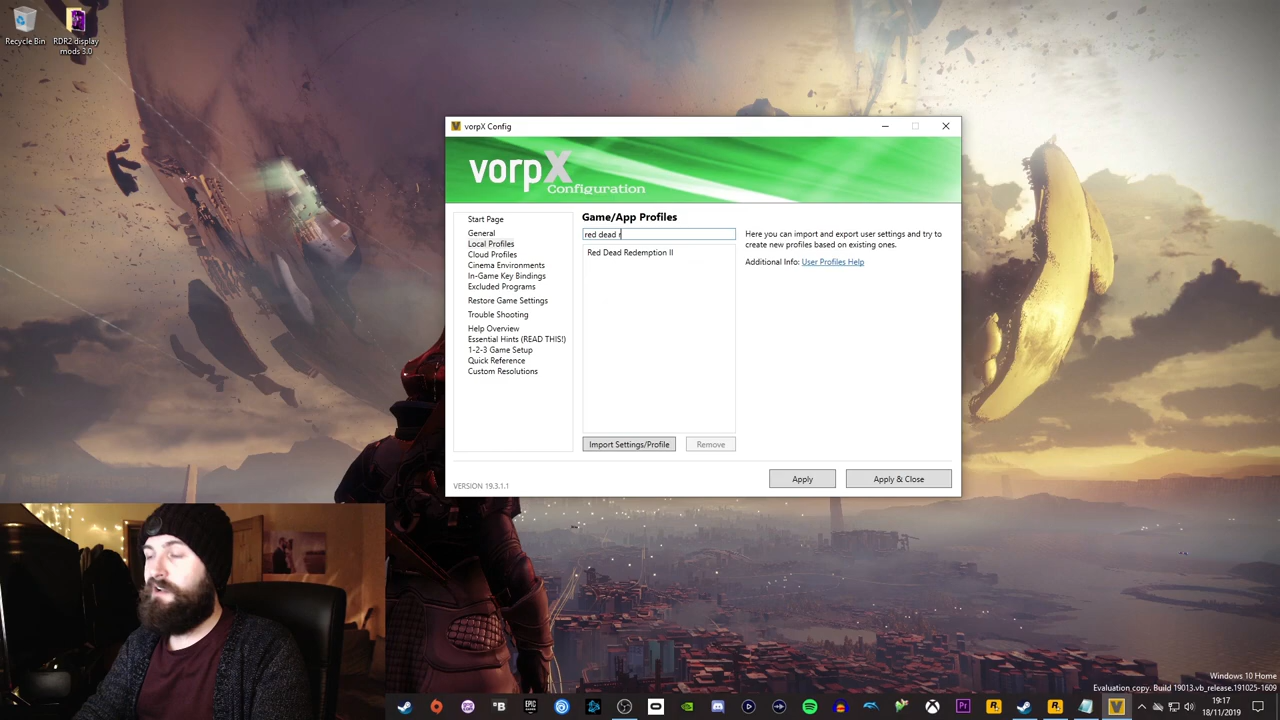 Recycle Bin
RDR2 display
mods 3.0
vorpX Config
vorpX
Configuration
Start Page
General
Local Profiles
Cloud Profiles
Cinema Environments
In-Game Key Bindings
Excluded Programs
Restore Game Settings
Trouble Shooting
Help Overview
Essential Hints (READ THIS!)
1-2-3 Game Setup
Quick Reference
Custom Resolutions
Game/App Profiles
red dead r
Red Dead Redemption II
Import Settings/Profile
Remove
Here you can import and export user settings and try to
create new profiles based on existing ones.
Additional Info: User Profiles Help
VERSION 19.3.1.1
Apply
Apply & Close
Windows 10 Home
Evaluation copy. Build 19013.vb_release.191025-1609
EPIC
Pr
19:17
18/11/2019